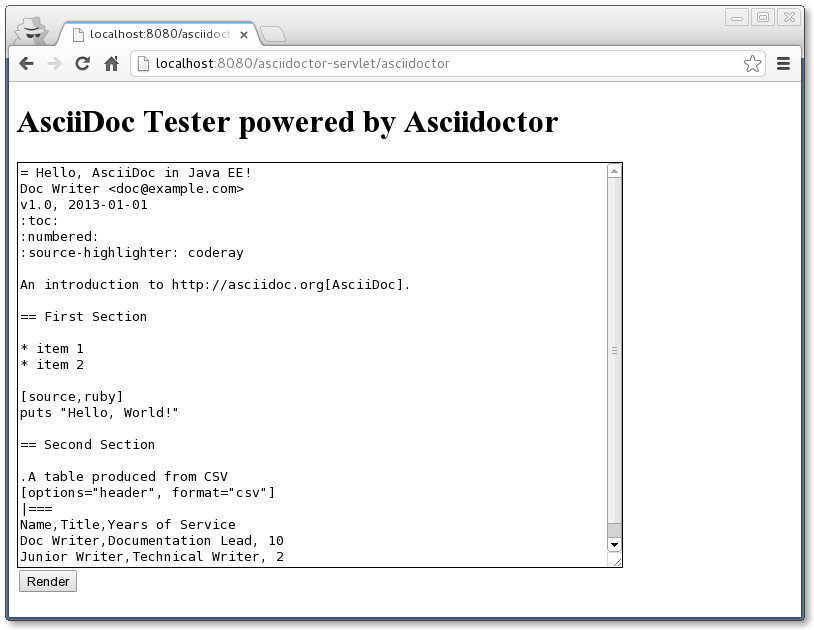 localhost:8080/asciidoct
localhost:8080/asciidoctor-servlet/asciidoctor
AsciiDoc Tester powered by Asciidoctor
= Hello, AsciiDoc in Java EE!
Doc Writer <doc@example.com>
v1.0, 2013-01-01
:toc:
:numbered:
:source-highlighter: coderay
An introduction to http://asciidoc.org[AsciiDoc].
== First Section
* item 1
* item 2
[source,ruby]
puts "Hello, World!"
== Second Section
.A table produced from CSV
[options="header", format="csv"]
|===
Name,Title,Years of Service
Doc Writer,Documentation Lead, 10
Junior Writer,Technical Writer, 2
Render